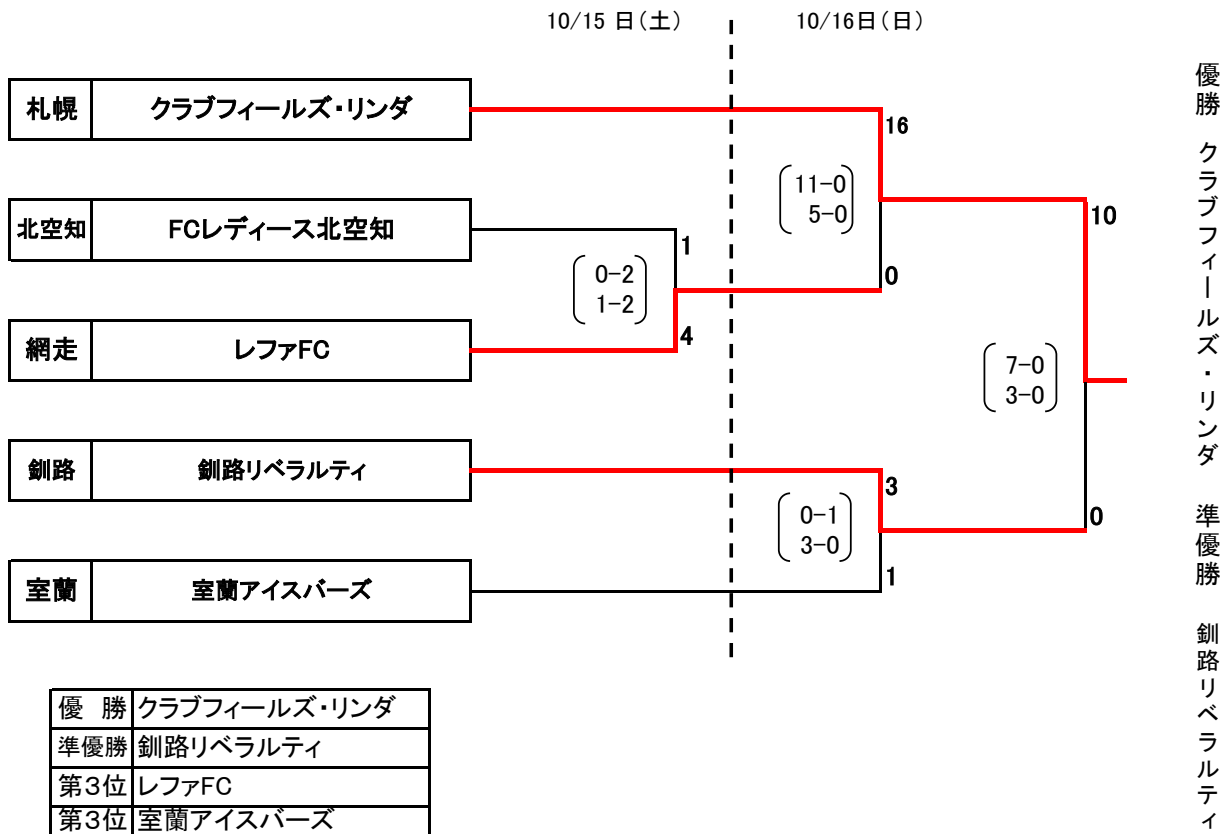 10/15 日(土)
10/16日(日)
札幌 クラブフィールズ・リンダ
16
11-0
5-0
北空知 FCレディース北空知
1
10
0-2
1-2
0
網走 レファFC
4
7-0
3-0
釧路 釧路リベラルティ
3
0-1
3-0
0
室蘭 室蘭アイスバーズ
1
優勝 クラブフィールズ・リンダ 準優勝 釧路リベラルティ
優 勝 クラブフィールズ・リンダ
準優勝 釧路リベラルティ
第3位 レファFC
第3位 室蘭アイスバーズ